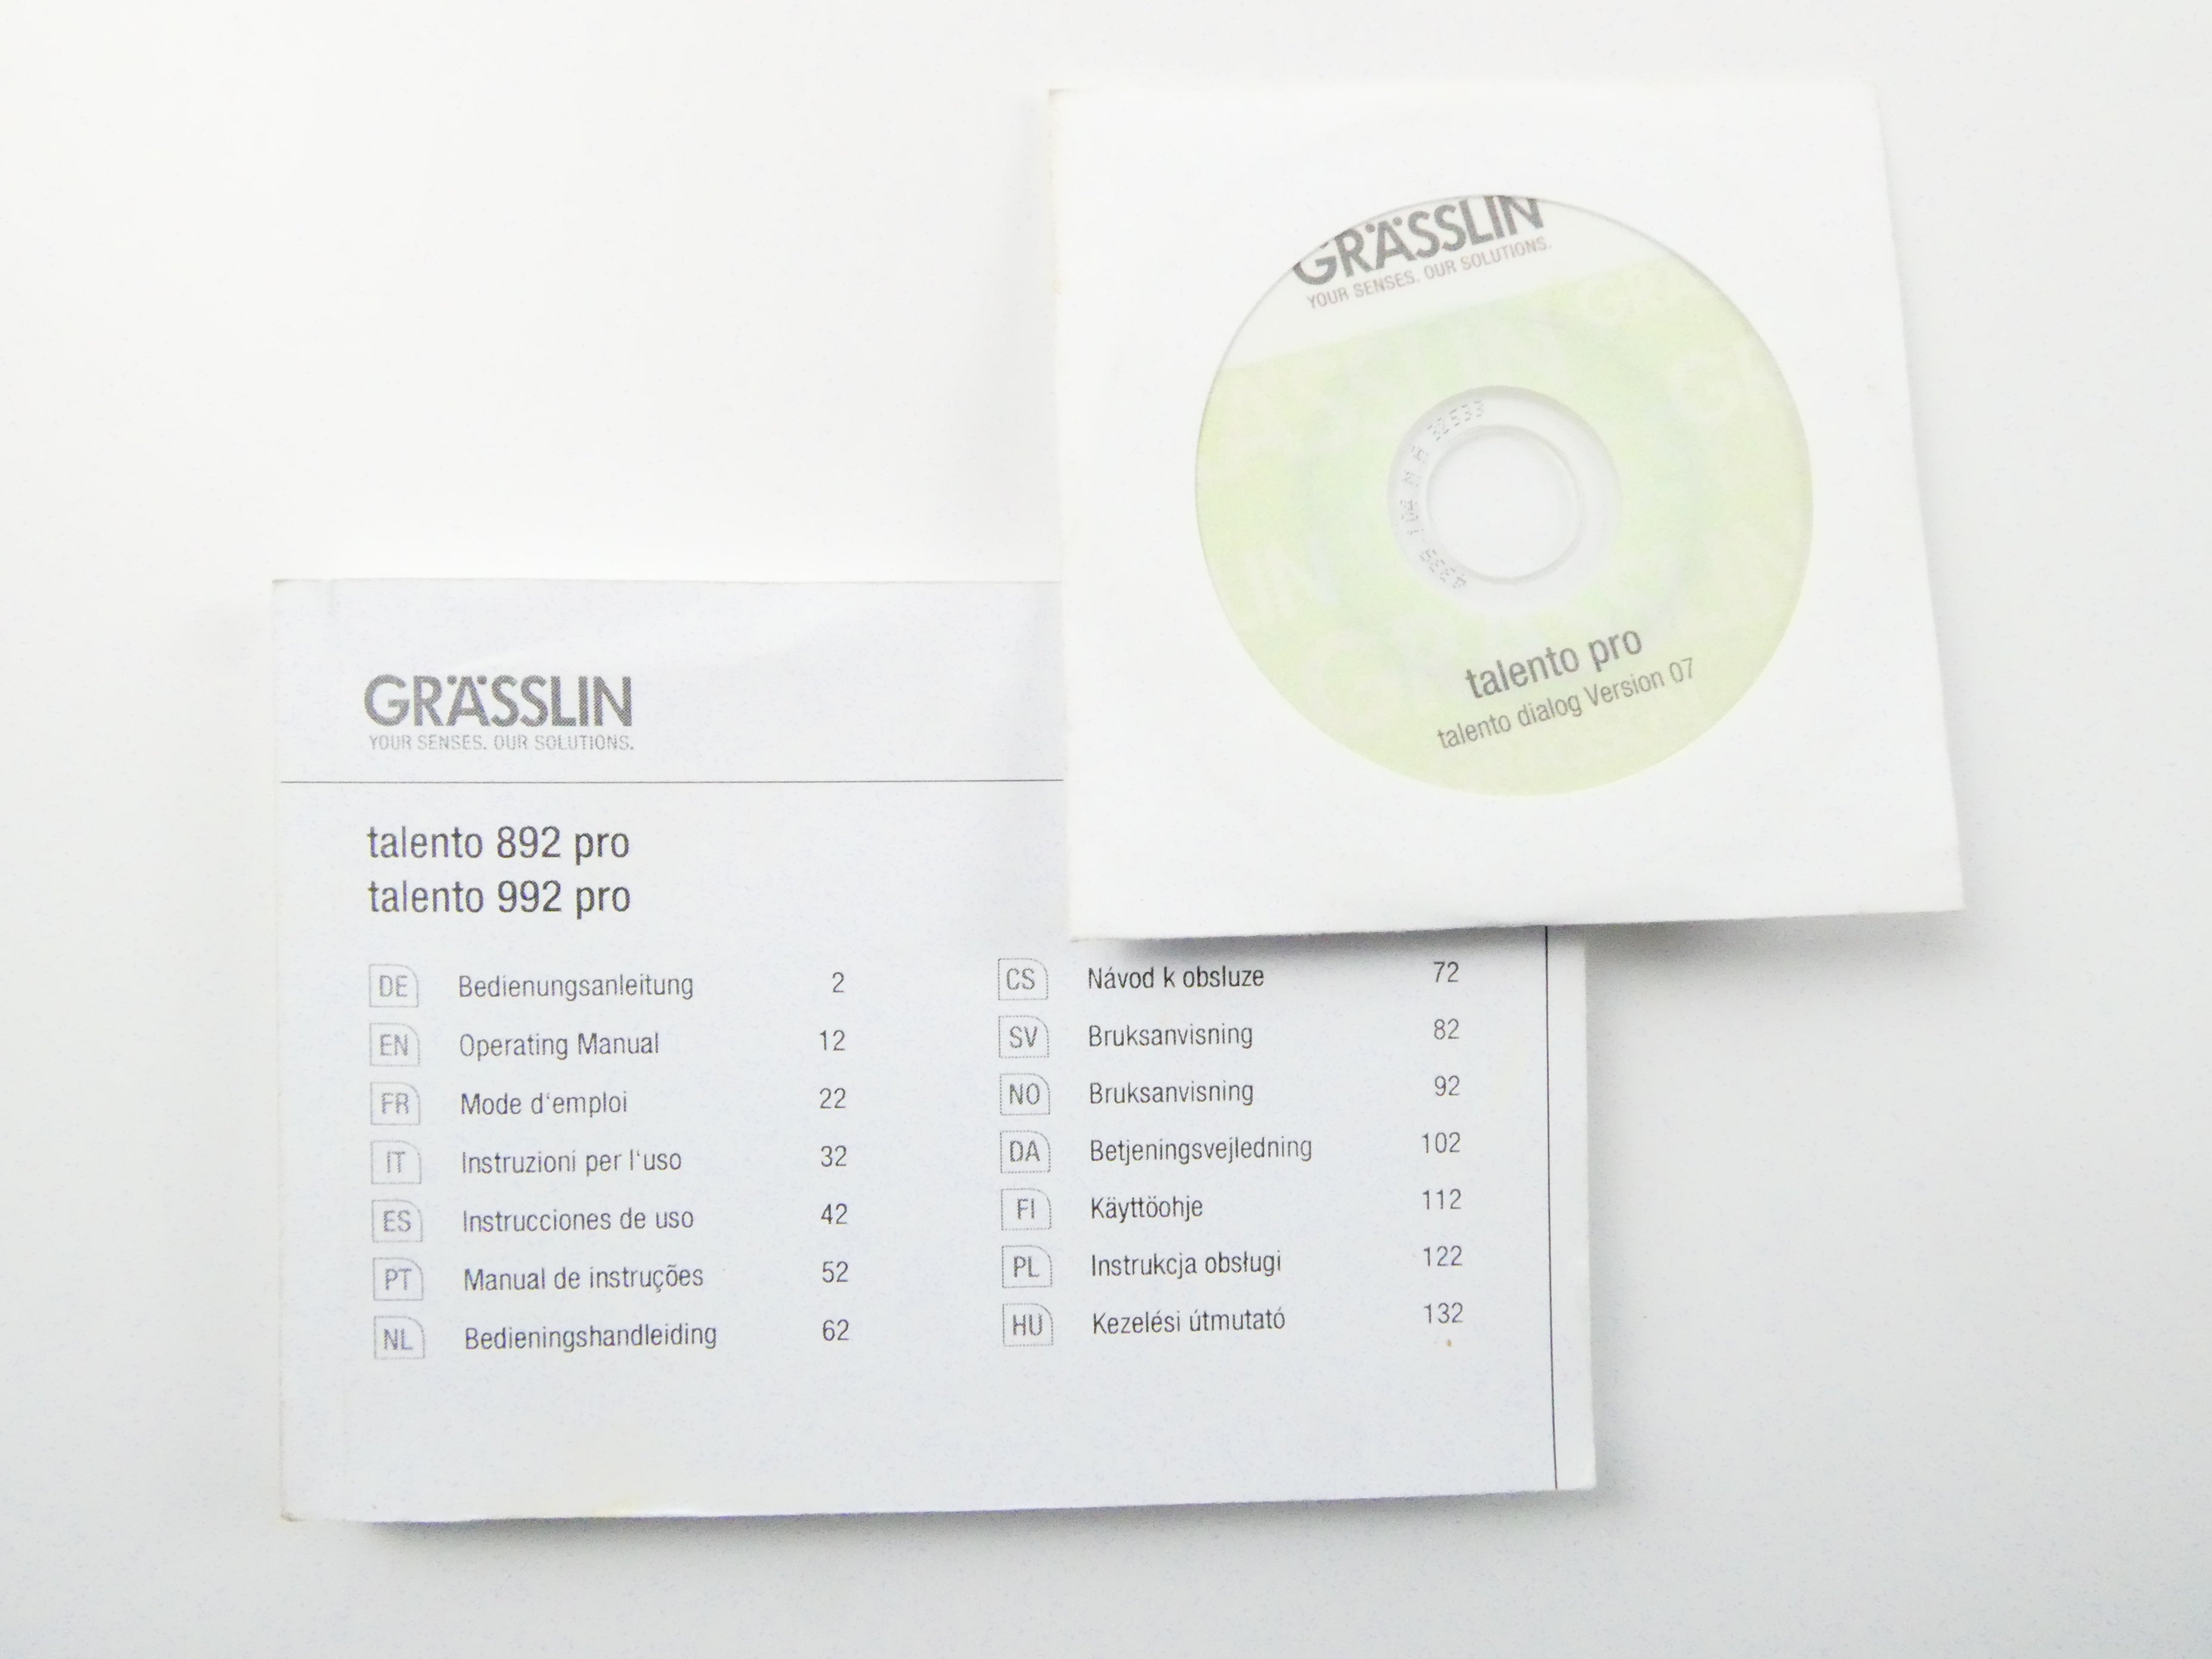 GRÄSSLIN
YOUR SENSES. OUR SOLUTIONS.
talento pro
talento dialog Version 07
GRÄSSLIN
YOUR SENSES. OUR SOLUTIONS.
talento 892 pro
talento 992 pro
DE Bedienungsanleitung 2
EN Operating Manual 12
FR Mode d‘emploi 22
IT Instruzioni per l‘uso 32
ES Instrucciones de uso 42
PT Manual de instruções 52
NL Bedieningshandleiding 62
CS Návod k obsluze 72
SV Bruksanvisning 82
NO Bruksanvisning 92
DA Betjeningsvejledning 102
FI Käyttöohje 112
PL Instrukcja obsługi 122
HU Kezelési útmutató 132